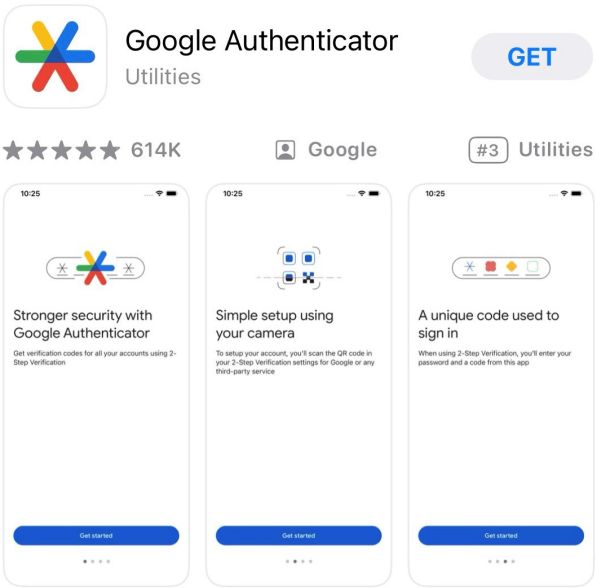 Google Authenticator
Utilities
GET
614K
Google
#3 Utilities
10:25
Stronger security with
Google Authenticator
Get verification codes for all your accounts using 2-
Step Verification
Get started
10:25
Simple setup using
your camera
To setup your account, you'll scan the QR code in
your 2-Step Verification settings for Google or any
third-party service
Get started
10:25
A unique code used to
sign in
When using 2-Step Verification, you'll enter your
password and a code from this app
Get started